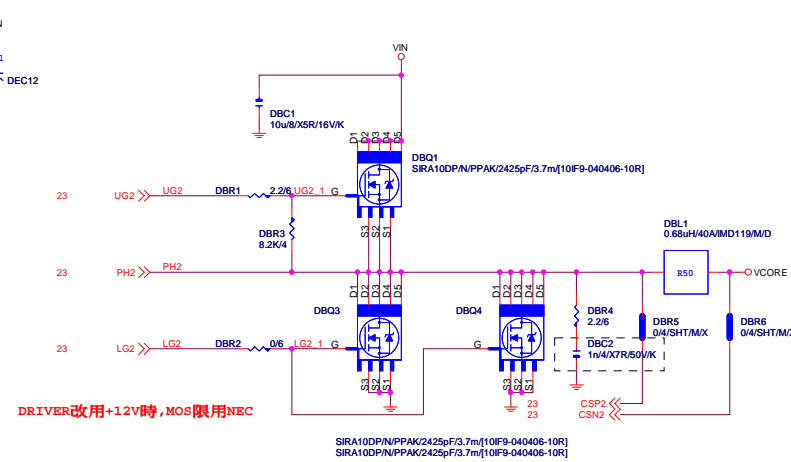 N
1
DEC12
VIN
DBC1
10u/8/X5R/16V/K
D1
D2
D3
D4
D5
DBQ1
SIRA10DP/N/PPAK/2425pF/3.7m/[10IF9-040406-10R]
23
UG2
UG2
DBR1
2.2/6
UG2_1
G
S3
S2
S1
DBR3
8.2K/4
DBL1
0.68uH/40A/IMD119/M/D
R50
23
PH2
PH2
VCORE
D1
D2
D3
D4
D5
D1
D2
D3
D4
D5
DBQ3
DBQ4
DBR4
2.2/6
DBR5
0/4/SHT/M/X
DBR6
0/4/SHT/M/X
23
LG2
LG2
DBR2
0/6
LG2_1
G
G
DBC2
1n/4/X7R/50V/K
S3
S2
S1
S3
S2
S1
23
CSP2
23
CSN2
DRIVER改用+12V時,MOS限用NEC
SIRA10DP/N/PPAK/2425pF/3.7m/[10IF9-040406-10R]
SIRA10DP/N/PPAK/2425pF/3.7m/[10IF9-040406-10R]